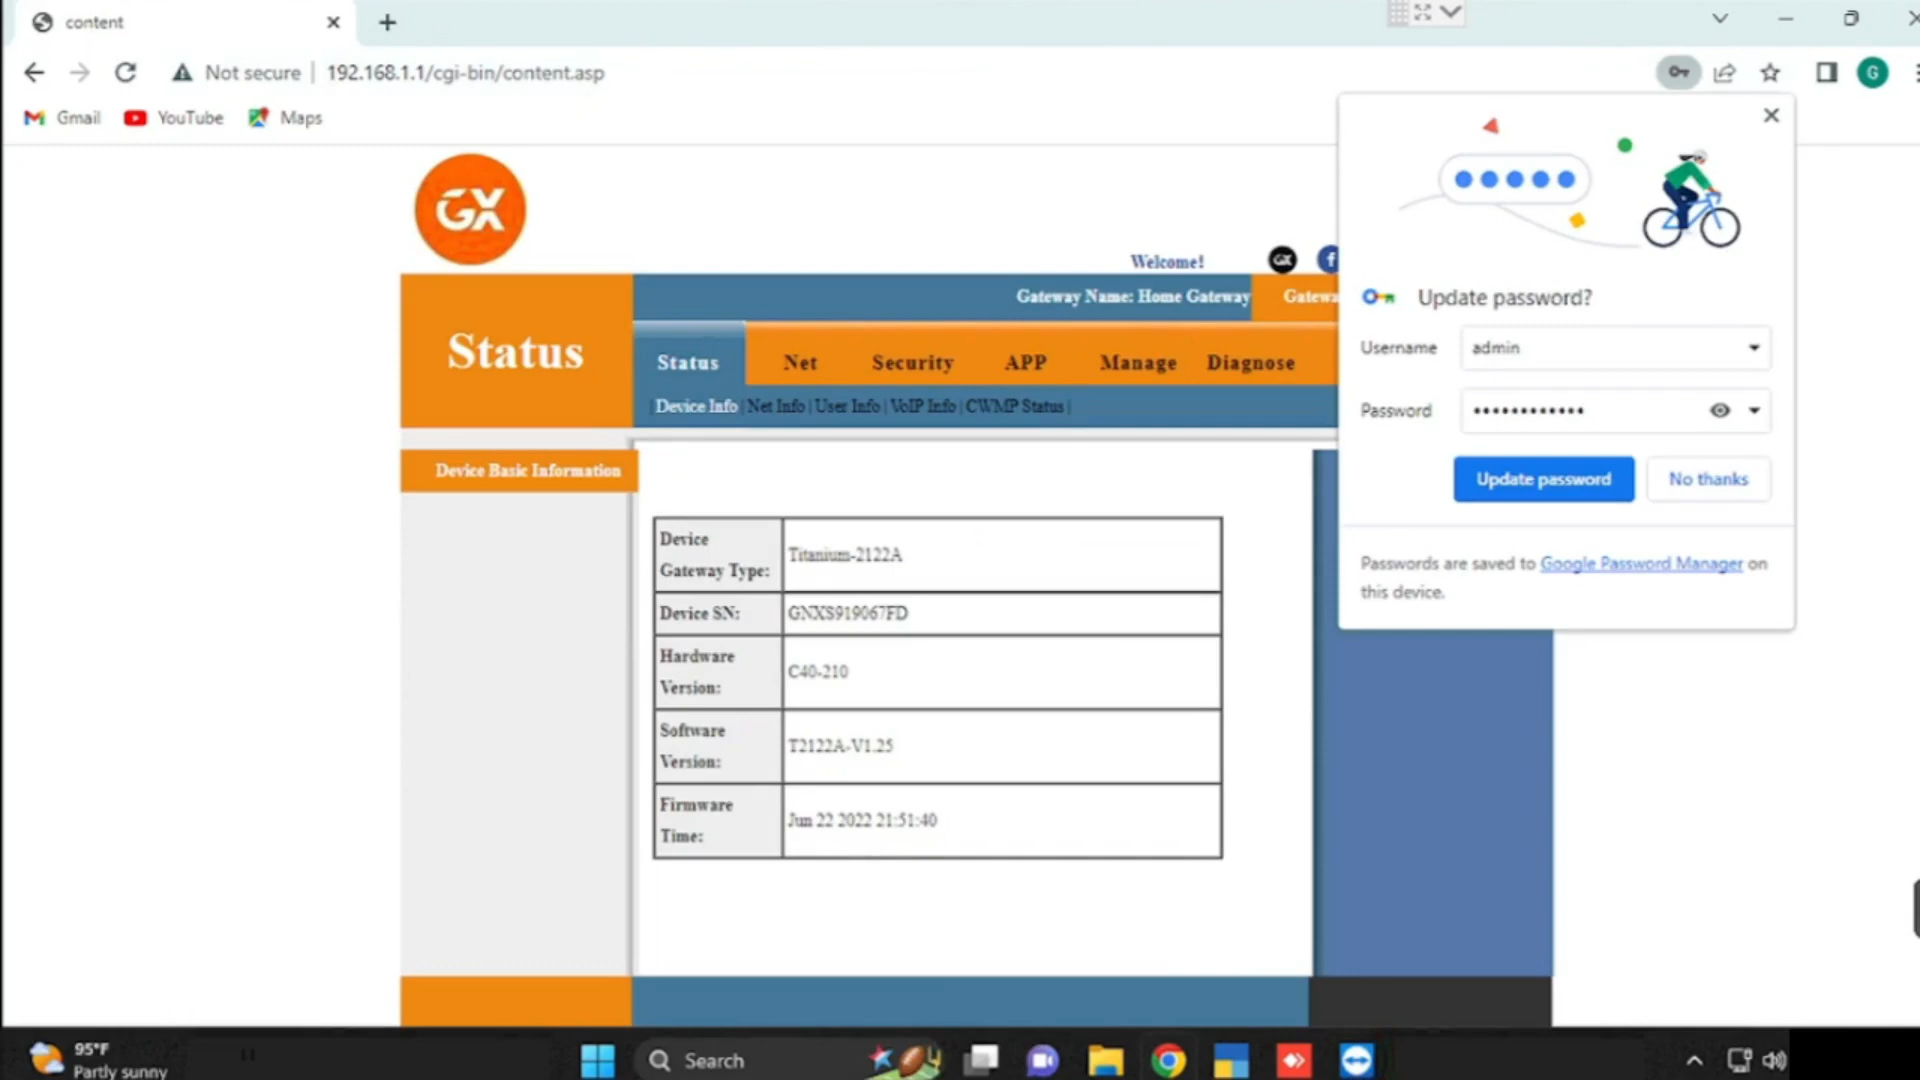 content
Not secure
192.168.1.1/cgi-bin/content.asp
G
Gmail
YouTube
Maps
GX
Welcome!
GX
f
Gateway Name: Home Gateway
Status
Status
Net
Security
APP
Manage
Diagnose
| Device Info | Net Info | User Info | VoIP Info | CWMP Status |
Device Basic Information
Device
Gateway Type:
Titanium-2122A
Device SN:
GNXS919067FD
Hardware
Version:
C40-210
Software
Version:
T2122A-V1.25
Firmware
Time:
Jun 22 2022 21:51:40
Update password?
Username
admin
Password
••••••••••••
Update password
No thanks
Passwords are saved to Google Password Manager on
this device.
95°F
Partly sunny
Search